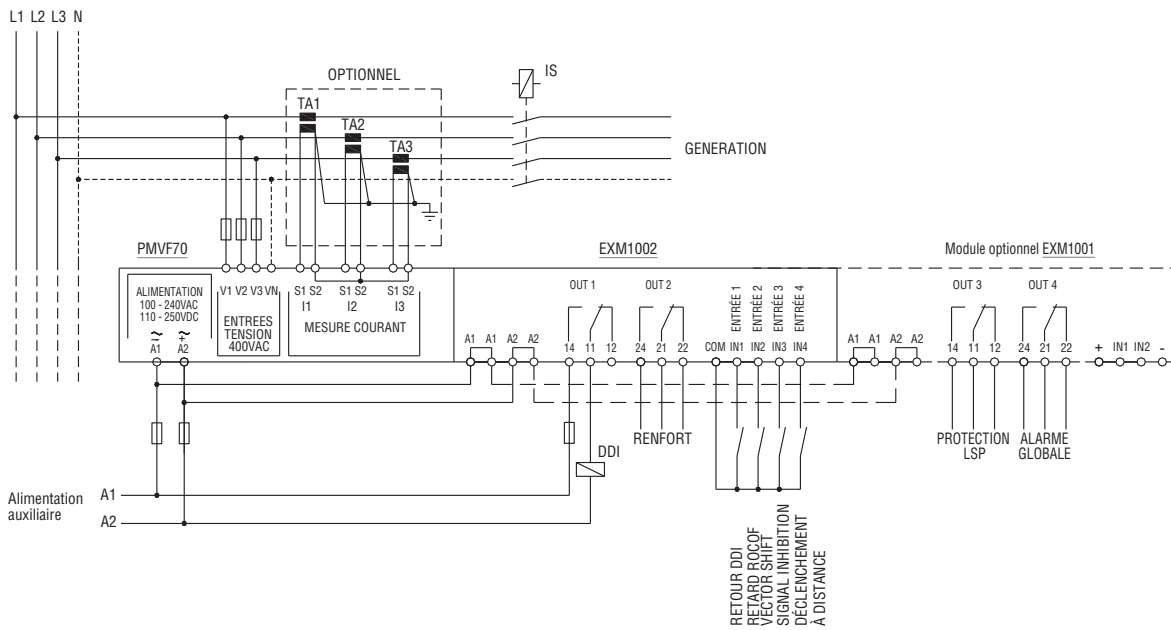 L1 L2 L3 N
OPTIONNEL
IS
TA1
TA2
TA3
GENERATION
PMVF70
EXM1002
Module optionnel EXM1001
ALIMENTATION
100 - 240VAC
110 - 250VDC
~ ~
- +
A1 A2
V1 V2 V3 VN
ENTREES
TENSION
400VAC
S1 S2 S1 S2 S1 S2
I1 I2 I3
MESURE COURANT
A1 A1 A2 A2
OUT 1
14 11 12
OUT 2
24 21 22
ENTRÉE 1
ENTRÉE 2
ENTRÉE 3
ENTRÉE 4
COM IN1 IN2 IN3 IN4
A1 A1 A2 A2
OUT 3
14 11 12
OUT 4
24 21 22
+ IN1 IN2 -
RENFORT
PROTECTION
LSP
ALARME
GLOBALE
DDI
Alimentation
auxiliaire
A1
A2
RETOUR DDI
RETARD ROCOF
VECTOR SHIFT
SIGNAL INHIBITION
DÉCLENCHEMENT
À DISTANCE